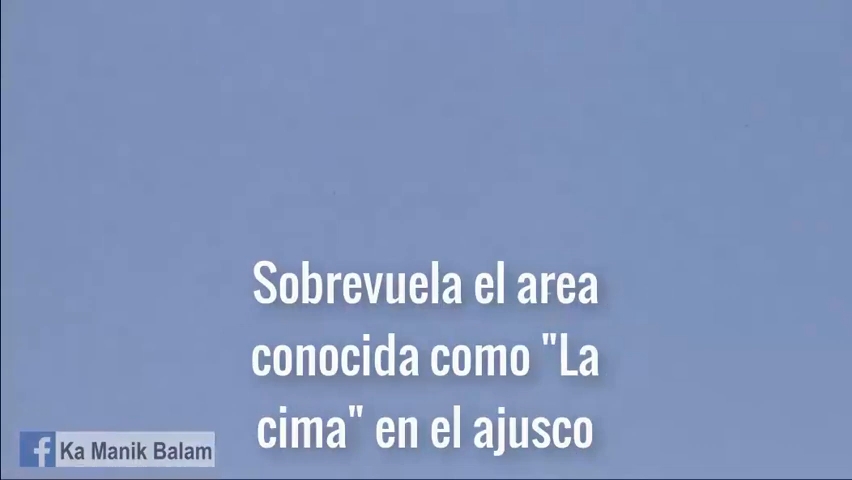 Sobrevuela el area
conocida como "La
cima" en el ajusco
f Ka Manik Balam